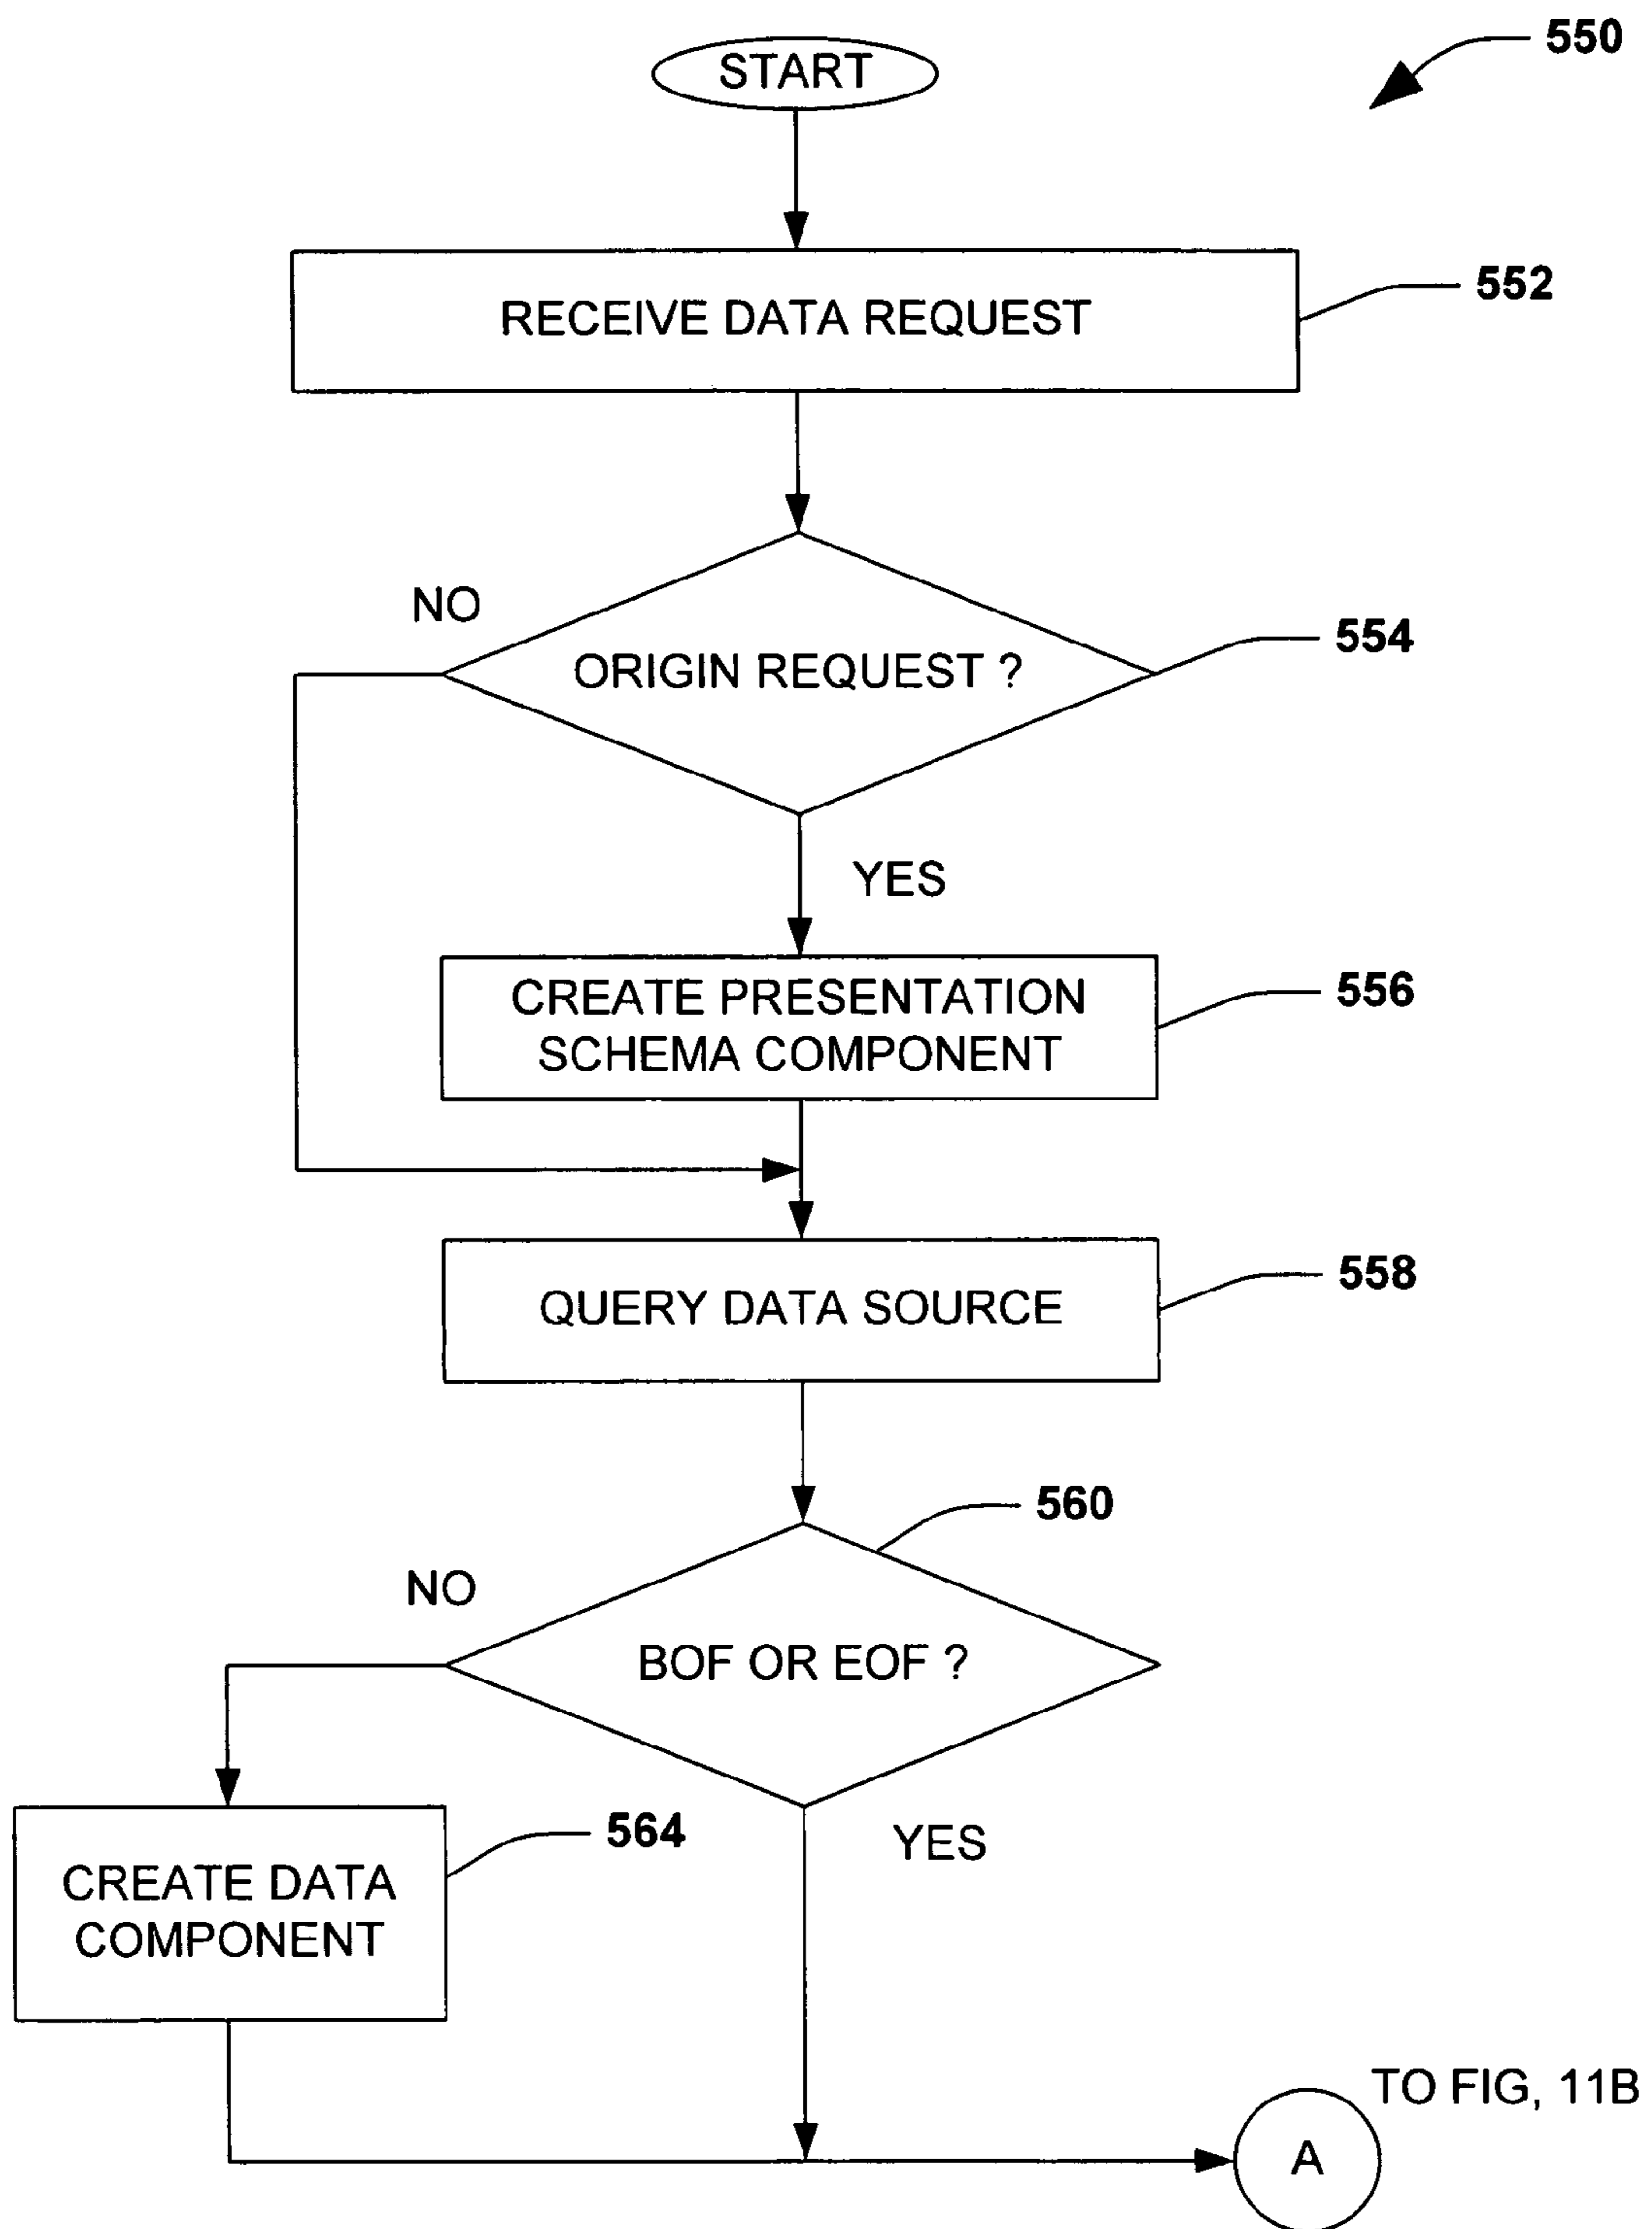 550
START
552
RECEIVE DATA REQUEST
NO
554
ORIGIN REQUEST ?
YES
556
CREATE PRESENTATION
SCHEMA COMPONENT
558
QUERY DATA SOURCE
560
NO
BOF OR EOF ?
564
YES
CREATE DATA
COMPONENT
TO FIG, 11B
A